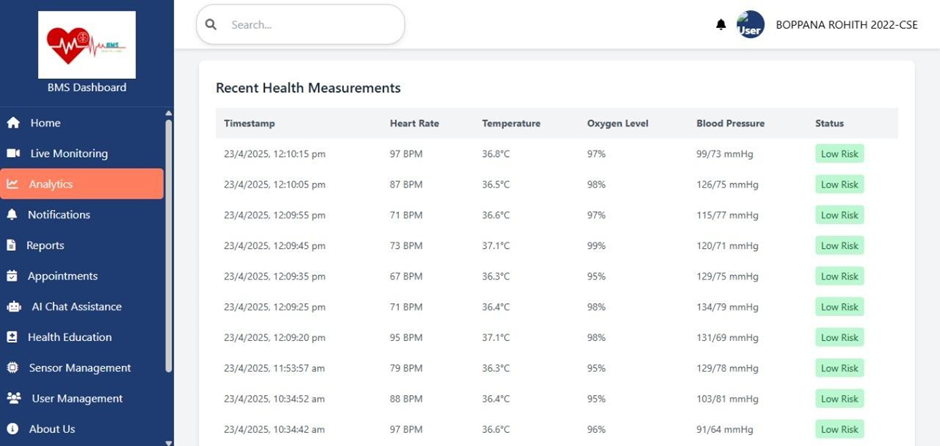 BMS
BMS Dashboard
Home
Live Monitoring
Analytics
Notifications
Reports
Appointments
AI Chat Assistance
Health Education
Sensor Management
User Management
About Us
Search...
User
BOPPANA ROHITH 2022-CSE
Recent Health Measurements
Timestamp Heart Rate Temperature Oxygen Level Blood Pressure Status
23/4/2025, 12:10:15 pm 97 BPM 36.8°C 97% 99/73 mmHg Low Risk
23/4/2025, 12:10:05 pm 87 BPM 36.5°C 98% 126/75 mmHg Low Risk
23/4/2025, 12:09:55 pm 71 BPM 36.6°C 97% 115/77 mmHg Low Risk
23/4/2025, 12:09:45 pm 73 BPM 37.1°C 99% 120/71 mmHg Low Risk
23/4/2025, 12:09:35 pm 67 BPM 36.3°C 95% 129/75 mmHg Low Risk
23/4/2025, 12:09:25 pm 71 BPM 36.4°C 98% 134/79 mmHg Low Risk
23/4/2025, 12:09:20 pm 95 BPM 37.1°C 98% 131/69 mmHg Low Risk
23/4/2025, 11:53:57 am 79 BPM 36.3°C 95% 129/78 mmHg Low Risk
23/4/2025, 10:34:52 am 88 BPM 36.4°C 95% 103/81 mmHg Low Risk
23/4/2025, 10:34:42 am 97 BPM 36.6°C 96% 91/64 mmHg Low Risk